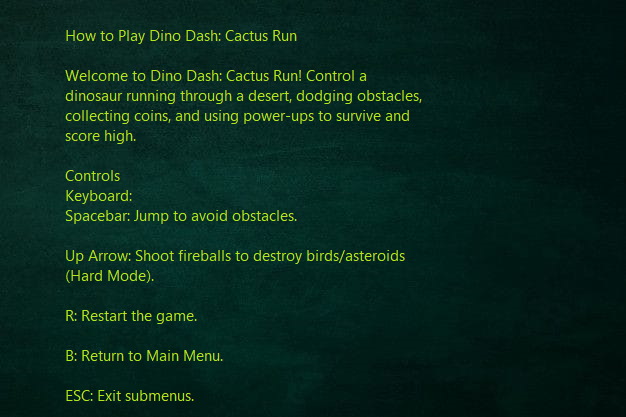 How to Play Dino Dash: Cactus Run
Welcome to Dino Dash: Cactus Run! Control a
dinosaur running through a desert, dodging obstacles,
collecting coins, and using power-ups to survive and
score high.
Controls
Keyboard:
Spacebar: Jump to avoid obstacles.
Up Arrow: Shoot fireballs to destroy birds/asteroids
(Hard Mode).
R: Restart the game.
B: Return to Main Menu.
ESC: Exit submenus.